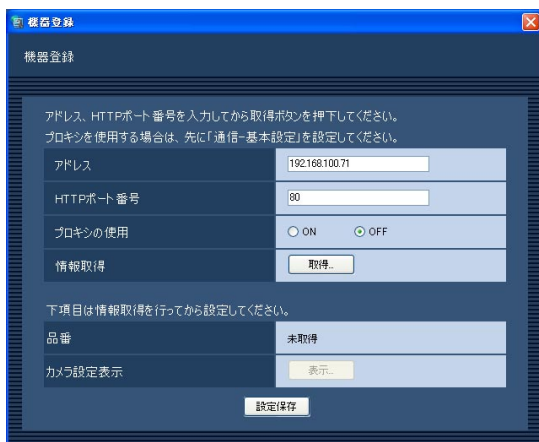 機器登録
機器登録
アドレス、HTTPポート番号を入力してから取得ボタンを押下してください。
プロキシを使用する場合は、先に「通信-基本設定」を設定してください。
アドレス 192.168.100.71
HTTPポート番号 80
プロキシの使用 ON OFF
情報取得 取得...
下項目は情報取得を行ってから設定してください。
品番 未取得
カメラ設定表示 表示...
設定保存